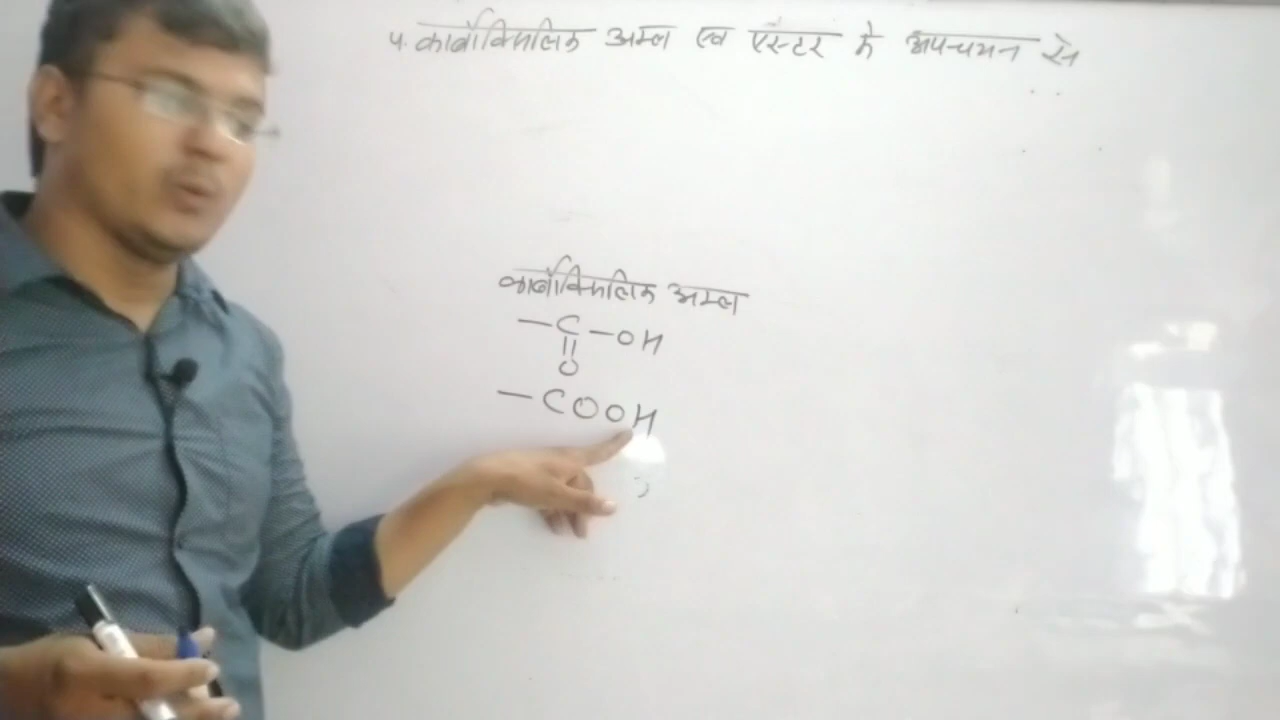 4. कार्बोक्सिलिक अम्ल एवं एस्टर के अपचयन से
कार्बोक्सिलिक अम्ल
—C—OH
||
O
—COOH